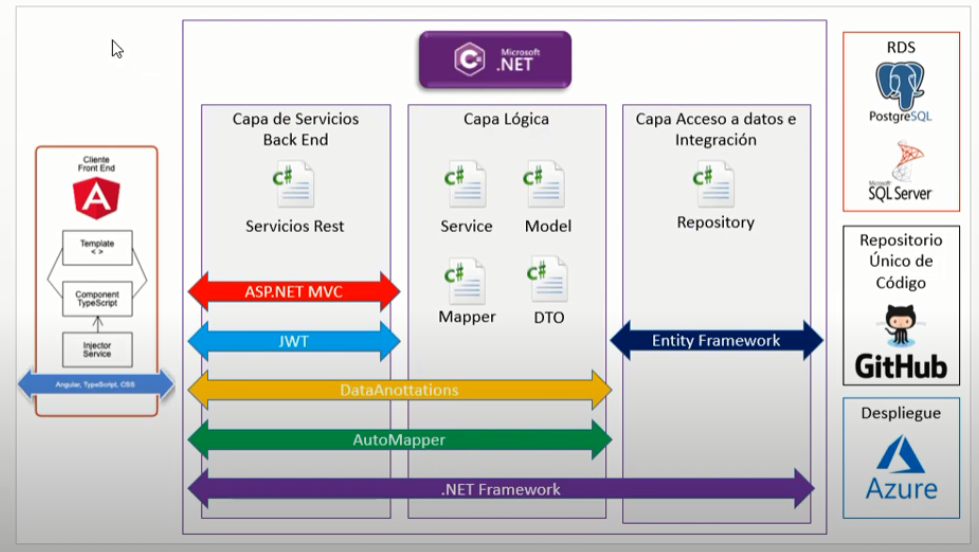 Microsoft
.NET
Cliente
Front End
A
Template
< >
Component
TypeScript
Injector
Service
Angular, TypeScript, CSS
Capa de Servicios
Back End
C#
Servicios Rest
Capa Lógica
C#
Service
C#
Model
C#
Mapper
C#
DTO
Capa Acceso a datos e
Integración
C#
Repository
ASP.NET MVC
JWT
Entity Framework
DataAnottations
AutoMapper
.NET Framework
RDS
PostgreSQL
Microsoft
SQL Server
Repositorio
Único de
Código
GitHub
Despliegue
Azure